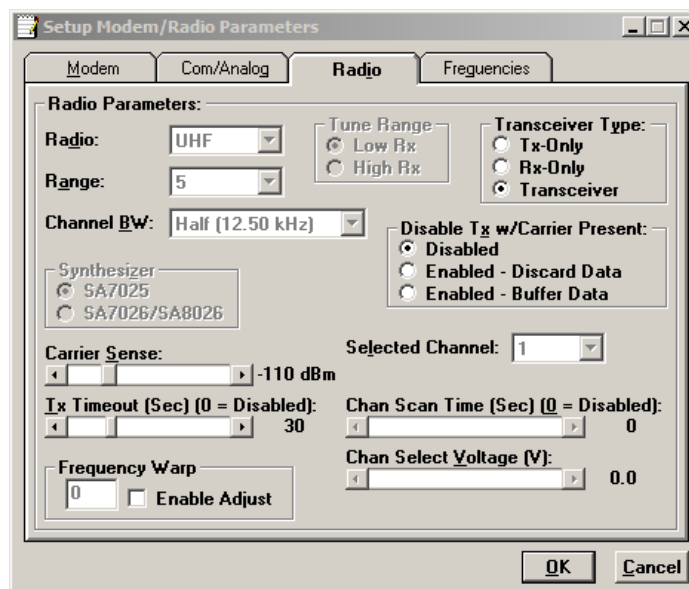 Setup Modem/Radio Parameters
Modem
Com/Analog
Radio
Freguencies
Radio Parameters:
Radio:
UHF
Range:
5
Channel BW:
Half (12.50 kHz)
Tune Range
Low Rx
High Rx
Transceiver Type:
Tx-Only
Rx-Only
Transceiver
Disable Tx w/Carrier Present:
Disabled
Enabled - Discard Data
Enabled - Buffer Data
Synthesizer
SA7025
SA7026/SA8026
Carrier Sense:
-110 dBm
Selected Channel:
1
Tx Timeout (Sec) (0 = Disabled):
30
Chan Scan Time (Sec) (0 = Disabled):
0
Chan Select Voltage (V):
0.0
Frequency Warp
0
Enable Adjust
OK
Cancel